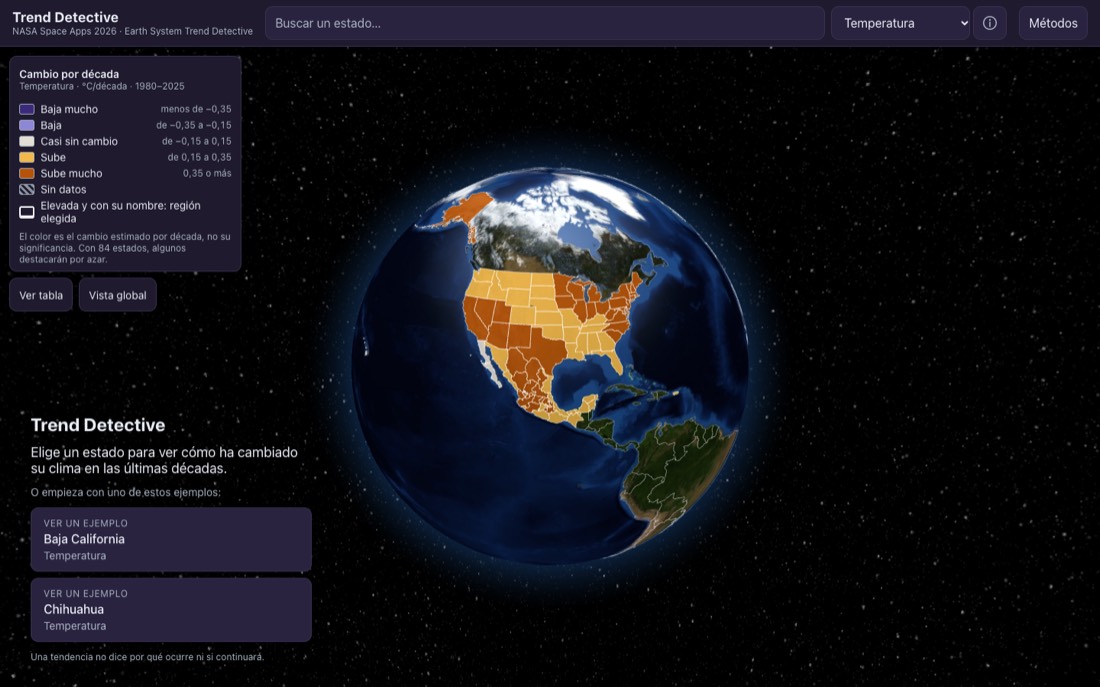 Trend Detective
NASA Space Apps 2026 · Earth System Trend Detective
Buscar un estado...
Temperatura
Métodos
Cambio por década
Temperatura · °C/década · 1980–2025
Baja mucho menos de −0,35
Baja de −0,35 a −0,15
Casi sin cambio de −0,15 a 0,15
Sube de 0,15 a 0,35
Sube mucho 0,35 o más
Sin datos
Elevada y con su nombre: región
elegida
El color es el cambio estimado por década, no su
significancia. Con 84 estados, algunos
destacarán por azar.
Ver tabla
Vista global
Trend Detective
Elige un estado para ver cómo ha cambiado
su clima en las últimas décadas.
O empieza con uno de estos ejemplos:
VER UN EJEMPLO
Baja California
Temperatura
VER UN EJEMPLO
Chihuahua
Temperatura
Una tendencia no dice por qué ocurre ni si continuará.